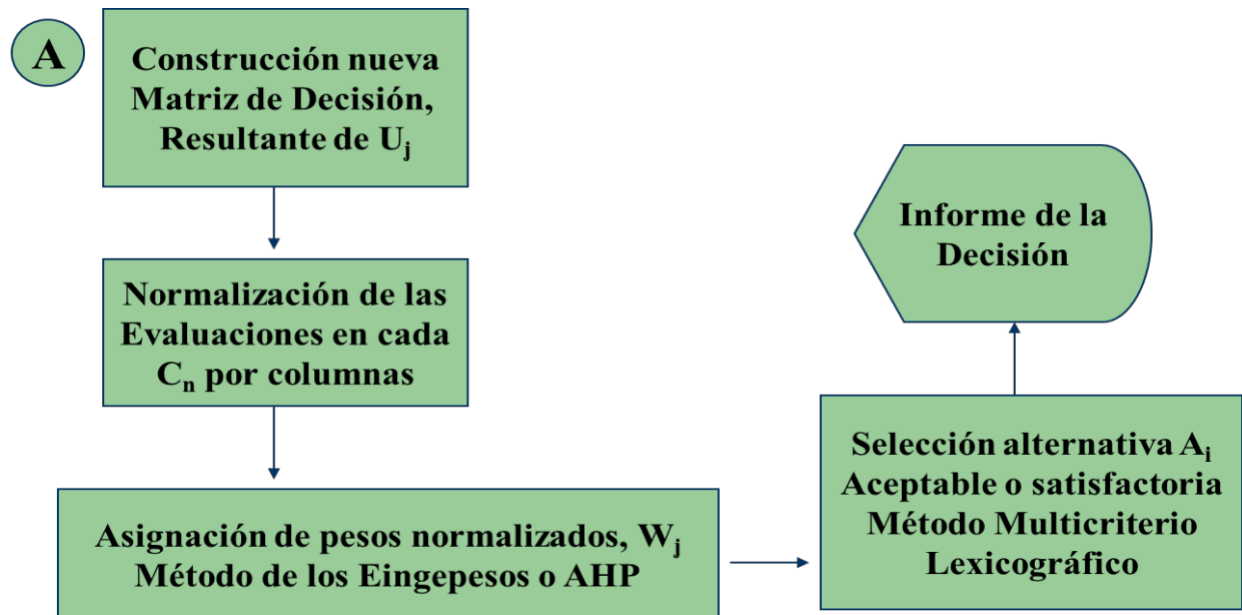 A
Construcción nueva
Matriz de Decisión,
Resultante de Uj
Normalización de las
Evaluaciones en cada
Cn por columnas
Asignación de pesos normalizados, Wj
Método de los Eingepesos o AHP
Selección alternativa Ai
Aceptable o satisfactoria
Método Multicriterio
Lexicográfico
Informe de la
Decisión